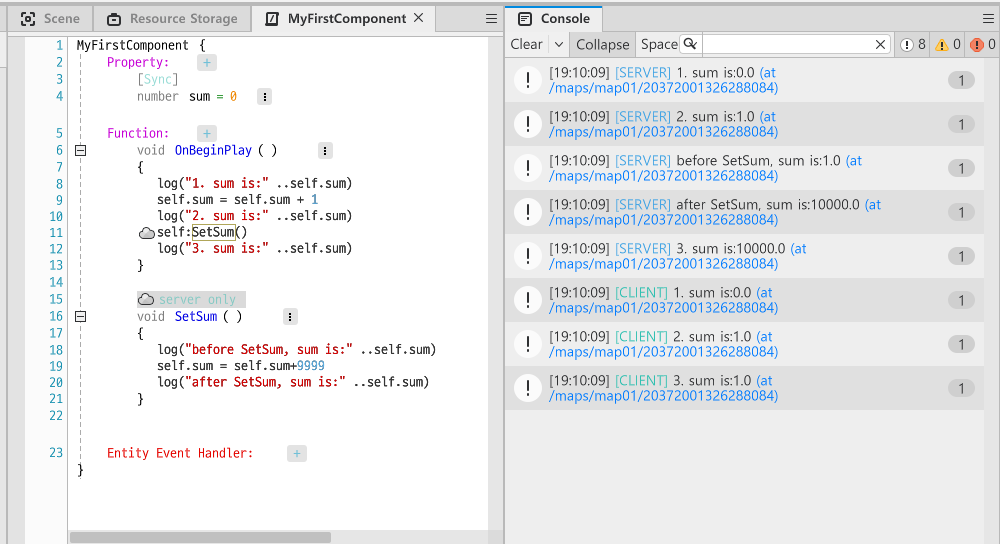 Scene Resource Storage MyFirstComponent
1 MyFirstComponent {
2 Property: +
3 [Sync]
4 number sum = 0
5 Function: +
6 void OnBeginPlay ( )
7 {
8 log("1. sum is:" ..self.sum)
9 self.sum = self.sum + 1
10 log("2. sum is:" ..self.sum)
11 self:SetSum()
12 log("3. sum is:" ..self.sum)
13 }
14
15 server only
16 void SetSum ( )
17 {
18 log("before SetSum, sum is:" ..self.sum)
19 self.sum = self.sum+9999
20 log("after SetSum, sum is:" ..self.sum)
21 }
22
23 Entity Event Handler: +
}
Console
Clear Collapse Space 8 0 0
[19:10:09] [SERVER] 1. sum is:0.0 (at
/maps/map01/20372001326288084) 1
[19:10:09] [SERVER] 2. sum is:1.0 (at
/maps/map01/20372001326288084) 1
[19:10:09] [SERVER] before SetSum, sum is:1.0 (at
/maps/map01/20372001326288084) 1
[19:10:09] [SERVER] after SetSum, sum is:10000.0 (at
/maps/map01/20372001326288084) 1
[19:10:09] [SERVER] 3. sum is:10000.0 (at
/maps/map01/20372001326288084) 1
[19:10:09] [CLIENT] 1. sum is:0.0 (at
/maps/map01/20372001326288084) 1
[19:10:09] [CLIENT] 2. sum is:1.0 (at
/maps/map01/20372001326288084) 1
[19:10:09] [CLIENT] 3. sum is:1.0 (at
/maps/map01/20372001326288084) 1